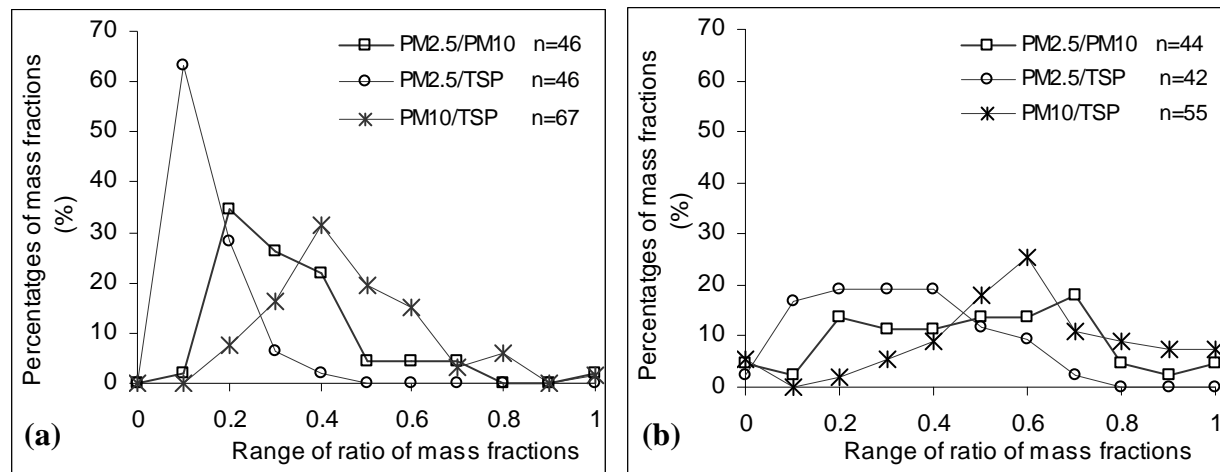 70
60
50
40
30
20
10
0
Percentatges of mass fractions
(%)
PM2.5/PM10 n=46
PM2.5/TSP n=46
PM10/TSP n=67
0 0.2 0.4 0.6 0.8 1
Range of ratio of mass fractions
(a)
70
60
50
40
30
20
10
0
Percentatges of mass fractions
(%)
PM2.5/PM10 n=44
PM2.5/TSP n=42
PM10/TSP n=55
0 0.2 0.4 0.6 0.8 1
Range of ratio of mass fractions
(b)